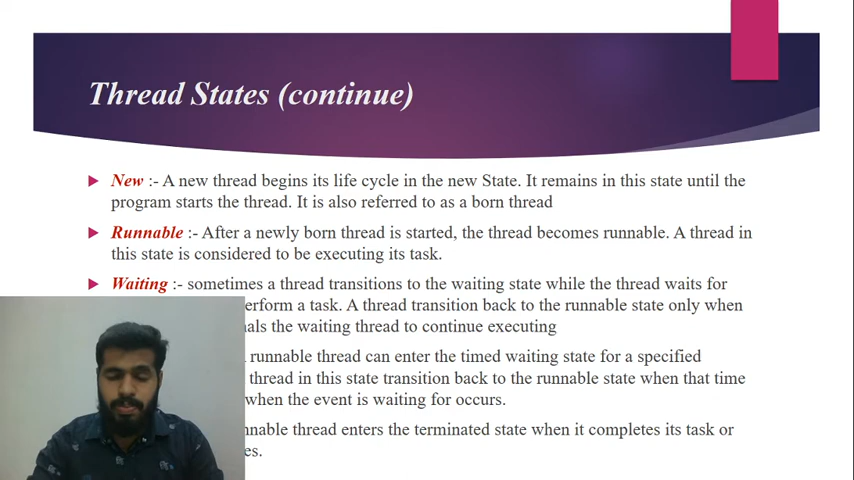 Thread States (continue)
New :- A new thread begins its life cycle in the new State. It remains in this state until the
program starts the thread. It is also referred to as a born thread
Runnable :- After a newly born thread is started, the thread becomes runnable. A thread in
this state is considered to be executing its task.
Waiting :- sometimes a thread transitions to the waiting state while the thread waits for
perform a task. A thread transition back to the runnable state only when
the waiting thread to continue executing
runnable thread can enter the timed waiting state for a specified
thread in this state transition back to the runnable state when that time
when the event is waiting for occurs.
thread enters the terminated state when it completes its task or